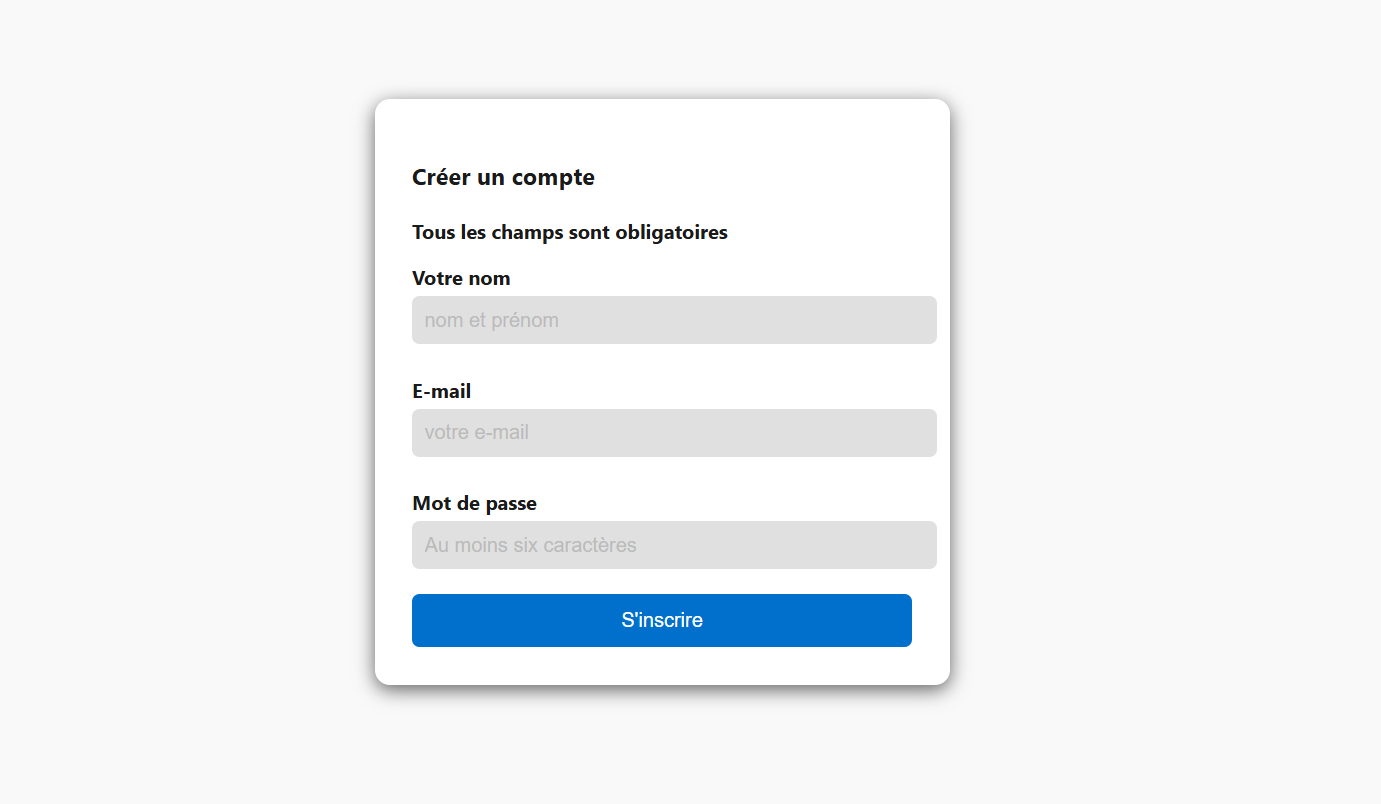 Créer un compte
Tous les champs sont obligatoires
Votre nom
nom et prénom
E-mail
votre e-mail
Mot de passe
Au moins six caractères
S'inscrire